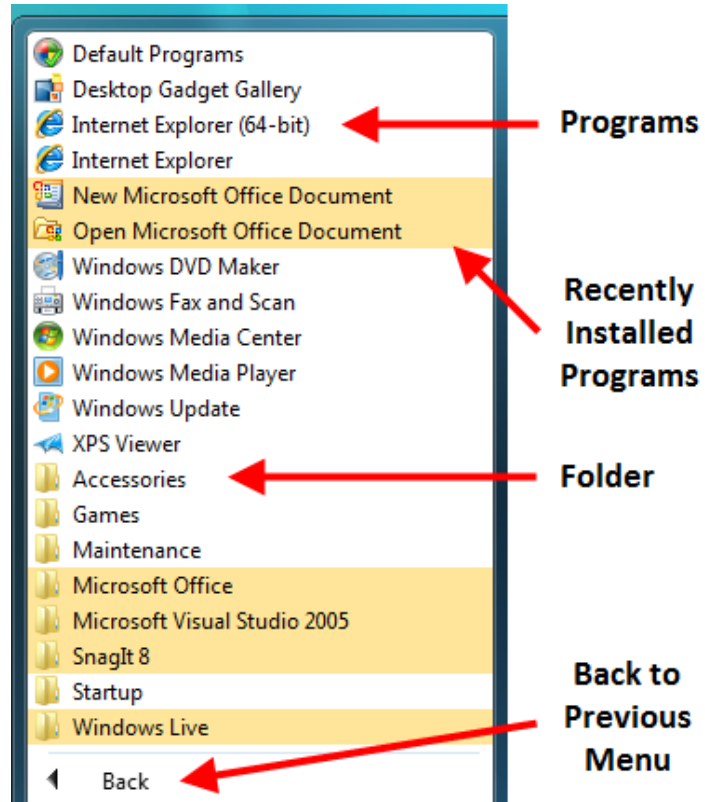 Default Programs
Desktop Gadget Gallery
Internet Explorer (64-bit)
Internet Explorer
New Microsoft Office Document
Open Microsoft Office Document
Windows DVD Maker
Windows Fax and Scan
Windows Media Center
Windows Media Player
Windows Update
XPS Viewer
Accessories
Games
Maintenance
Microsoft Office
Microsoft Visual Studio 2005
SnagIt 8
Startup
Windows Live
Back
Programs
Recently
Installed
Programs
Folder
Back to
Previous
Menu